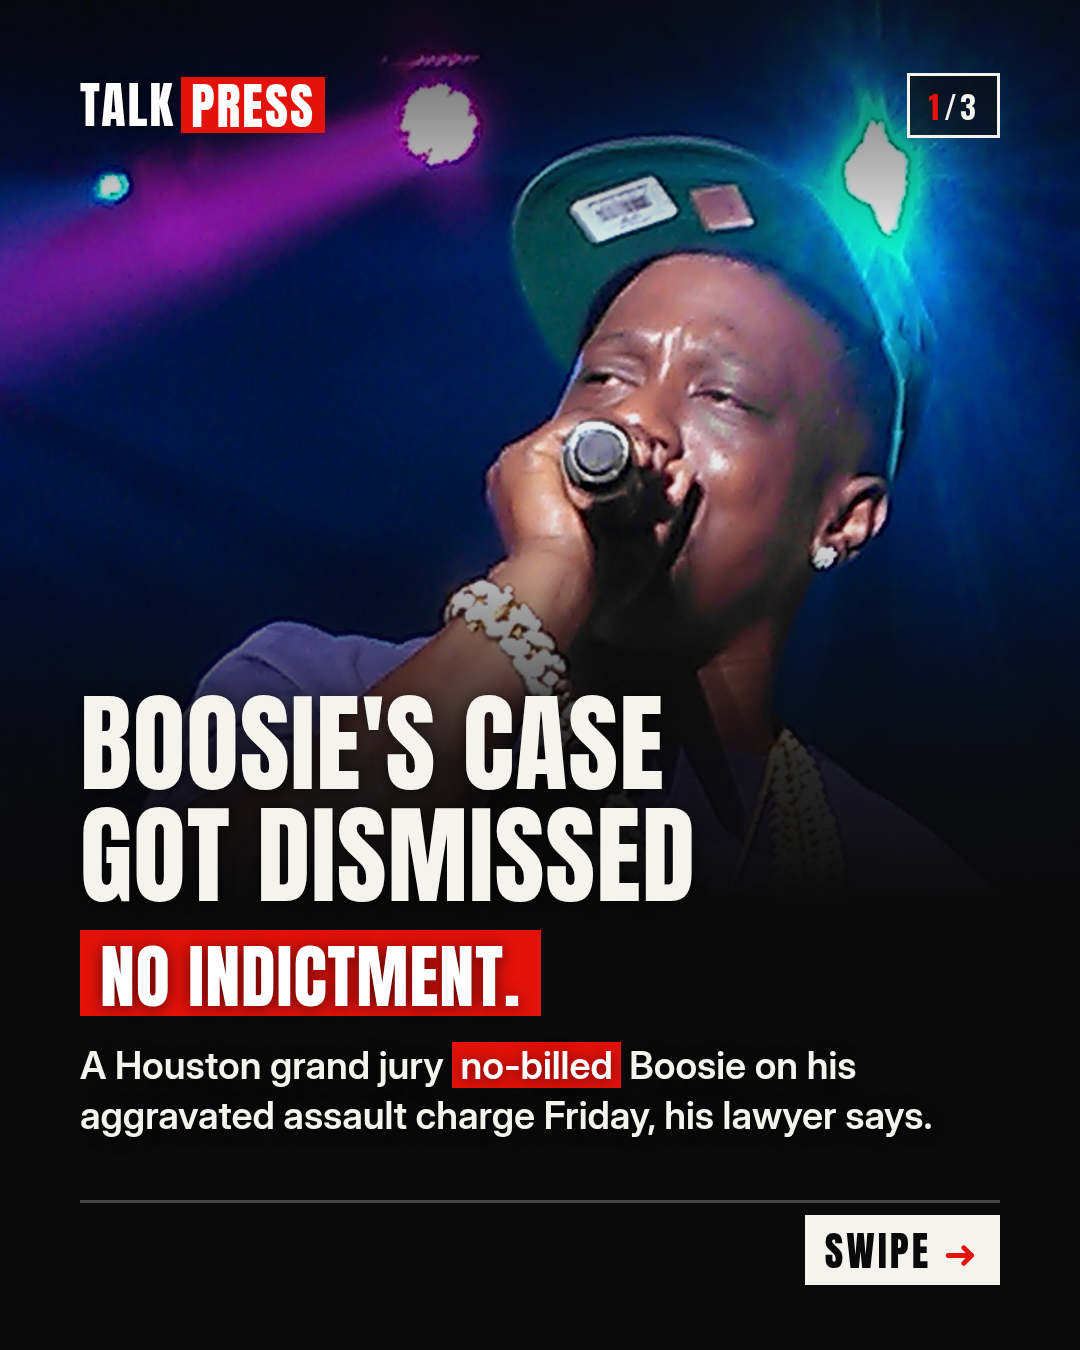 TALK PRESS
1/3
BOOSIE'S CASE
GOT DISMISSED
NO INDICTMENT.
A Houston grand jury no-billed Boosie on his
aggravated assault charge Friday, his lawyer says.
SWIPE →